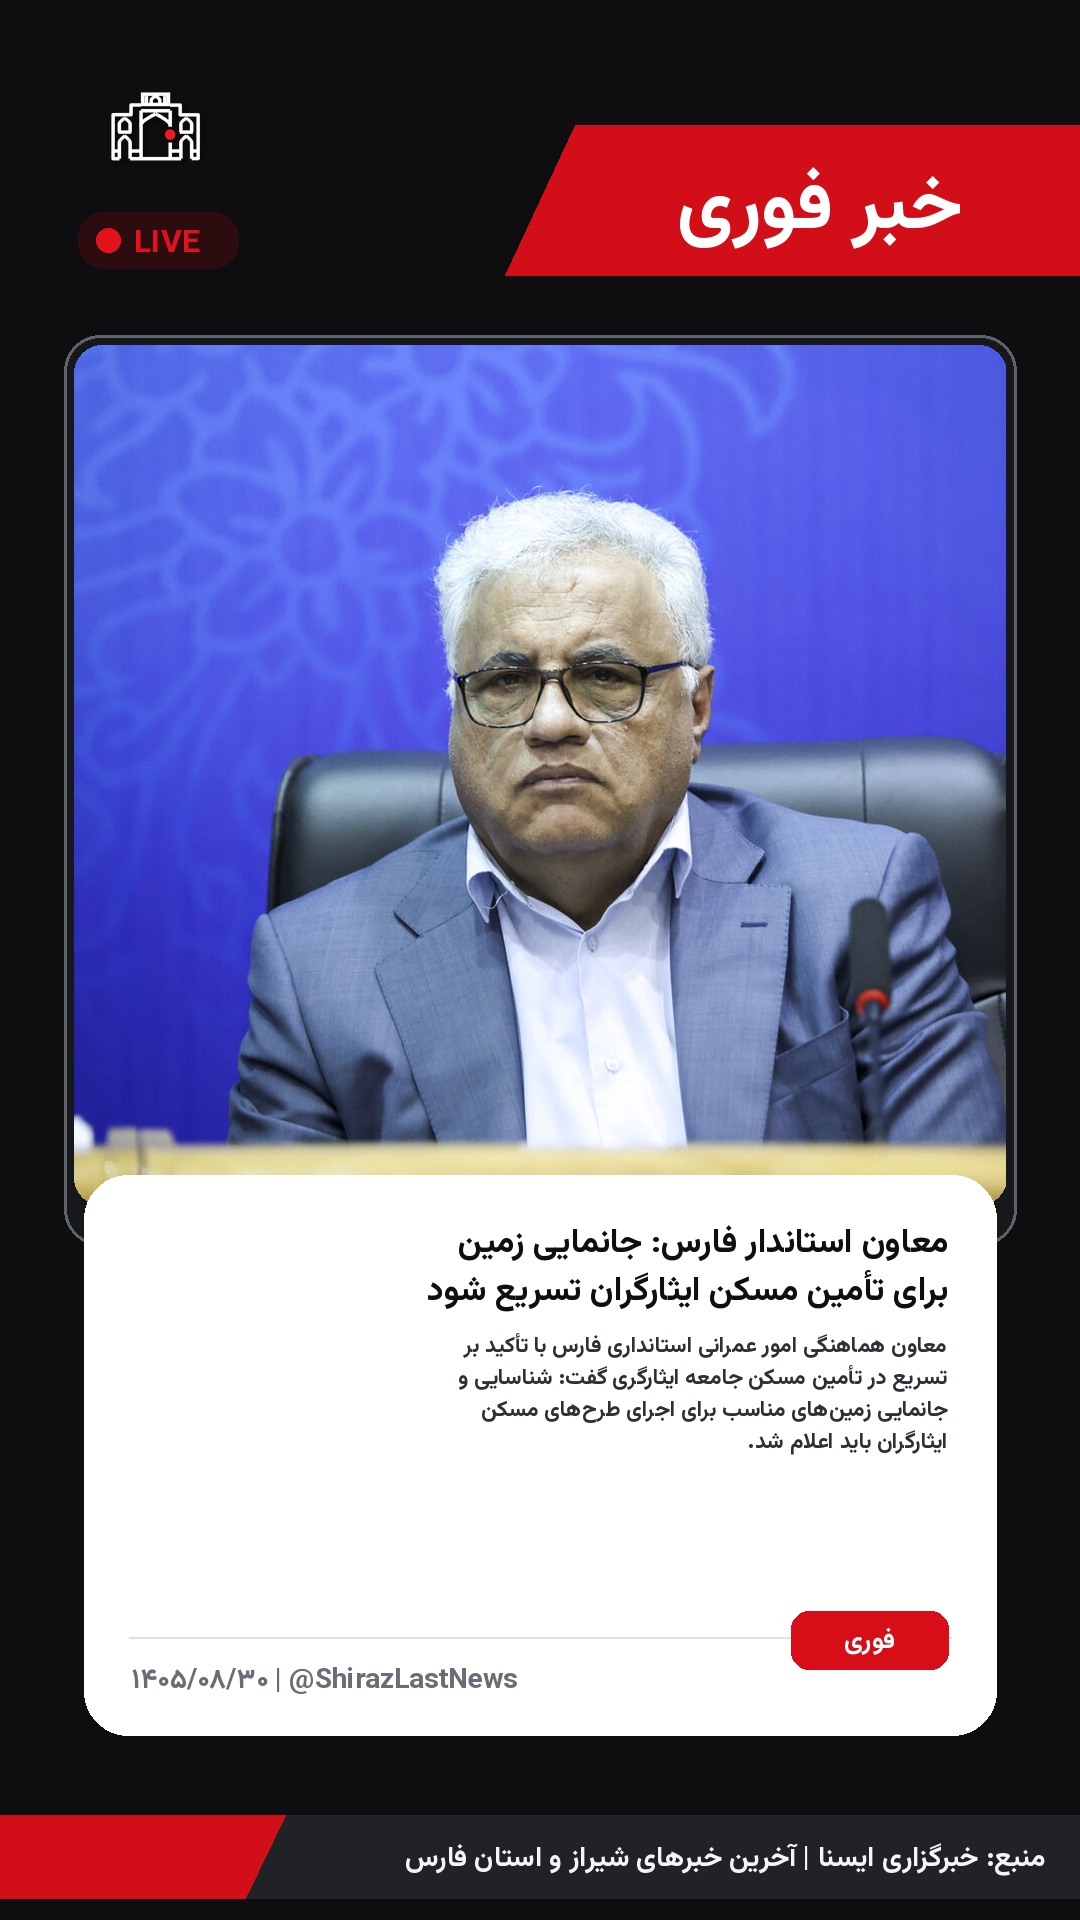 خبر فوری
LIVE
معاون استاندار فارس: جانمایی زمین
برای تأمین مسکن ایثارگران تسریع شود
معاون هماهنگی امور عمرانی استانداری فارس با تأکید بر
تسریع در تأمین مسکن جامعه ایثارگری گفت: شناسایی و
جانمایی زمین‌های مناسب برای اجرای طرح‌های مسکن
ایثارگران باید اعلام شد.
فوری
۱۴۰۵/۰۸/۳۰ | @ShirazLastNews
منبع: خبرگزاری ایسنا | آخرین خبرهای شیراز و استان فارس